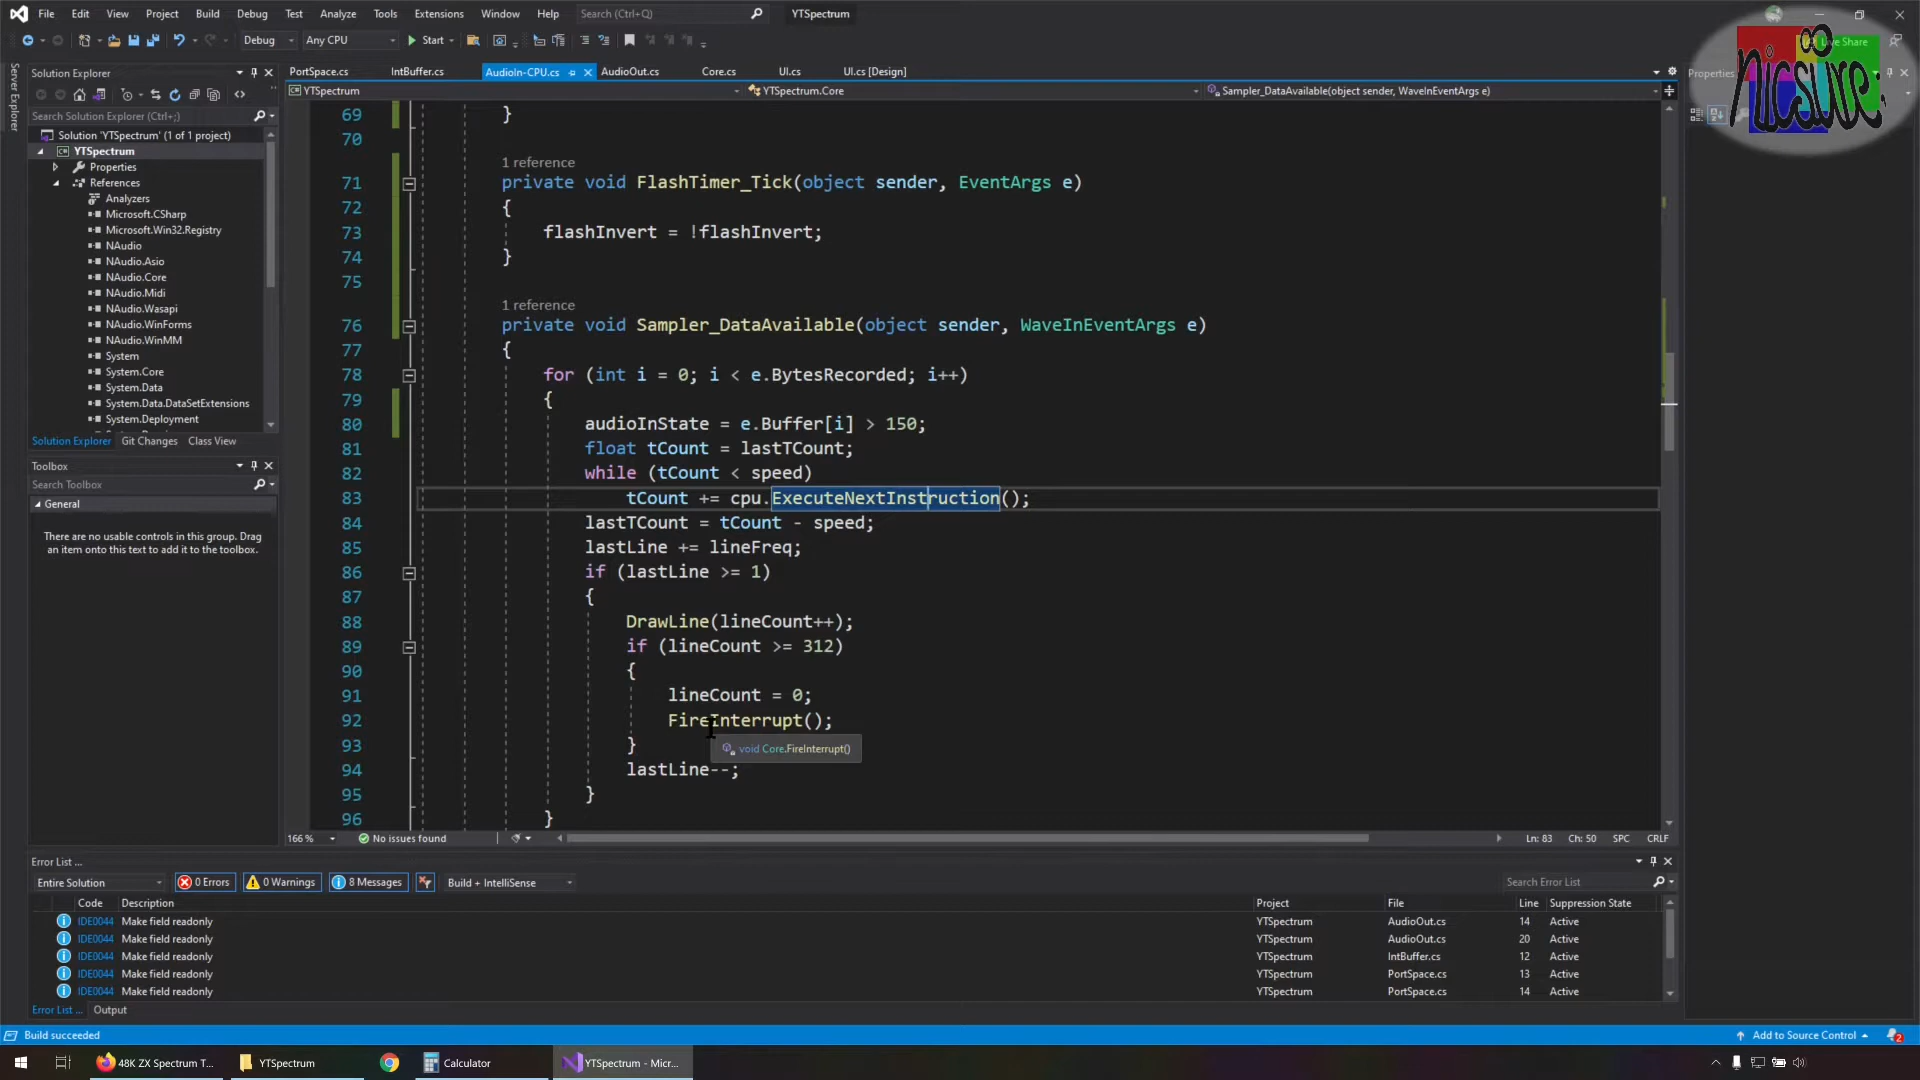 File Edit View Project Build Debug Test Analyze Tools Extensions Window Help Search (Ctrl+Q) YTSpectrum
Debug Any CPU Start Live Share
nicsure
Server Explorer
Solution Explorer
Search Solution Explorer (Ctrl+;)
Solution 'YTSpectrum' (1 of 1 project)
YTSpectrum
Properties
References
Analyzers
Microsoft.CSharp
Microsoft.Win32.Registry
NAudio
NAudio.Asio
NAudio.Core
NAudio.Midi
NAudio.Wasapi
NAudio.WinForms
NAudio.WinMM
System
System.Core
System.Data
System.Data.DataSetExtensions
System.Deployment
Solution Explorer Git Changes Class View
Toolbox
Search Toolbox
General
There are no usable controls in this group. Drag
an item onto this text to add it to the toolbox.
PortSpace.cs IntBuffer.cs AudioIn-CPU.cs AudioOut.cs Core.cs UI.cs UI.cs [Design]
YTSpectrum YTSpectrum.Core Sampler_DataAvailable(object sender, WaveInEventArgs e)
69 }
70
1 reference
71 private void FlashTimer_Tick(object sender, EventArgs e)
72 {
73 flashInvert = !flashInvert;
74 }
75
1 reference
76 private void Sampler_DataAvailable(object sender, WaveInEventArgs e)
77 {
78 for (int i = 0; i < e.BytesRecorded; i++)
79 {
80 audioInState = e.Buffer[i] > 150;
81 float tCount = lastTCount;
82 while (tCount < speed)
83 tCount += cpu.ExecuteNextInstruction();
84 lastTCount = tCount - speed;
85 lastLine += lineFreq;
86 if (lastLine >= 1)
87 {
88 DrawLine(lineCount++);
89 if (lineCount >= 312)
90 {
91 lineCount = 0;
92 FireInterrupt();
93 }
void Core.FireInterrupt()
94 lastLine--;
95 }
96 }
166 % No issues found Ln: 83 Ch: 50 SPC CRLF
Properties
Error List ...
Entire Solution 0 Errors 0 Warnings 8 Messages Build + IntelliSense Search Error List
Code Description Project File Line Suppression State
IDE0044 Make field readonly YTSpectrum AudioOut.cs 14 Active
IDE0044 Make field readonly YTSpectrum AudioOut.cs 20 Active
IDE0044 Make field readonly YTSpectrum IntBuffer.cs 12 Active
IDE0044 Make field readonly YTSpectrum PortSpace.cs 13 Active
IDE0044 Make field readonly YTSpectrum PortSpace.cs 14 Active
Error List ... Output
Build succeeded Add to Source Control 2
48K ZX Spectrum T... YTSpectrum Calculator YTSpectrum - Micr...